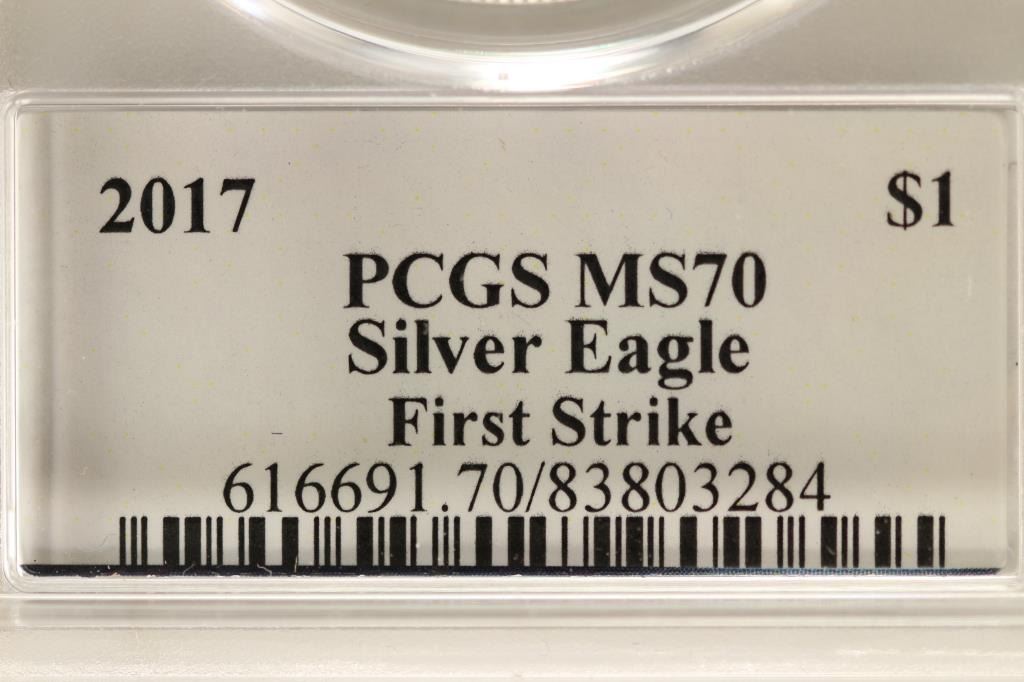 2017 $1
PCGS MS70
Silver Eagle
First Strike
616691.70/83803284